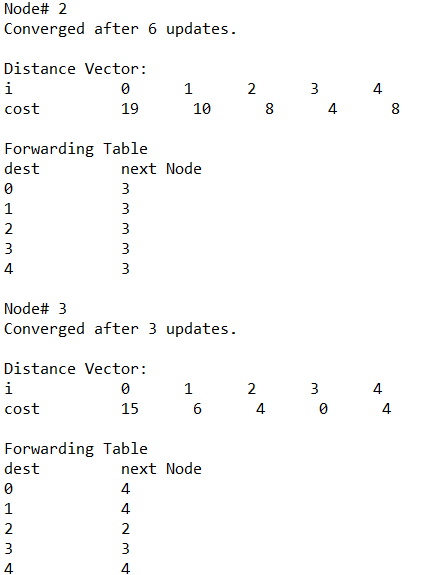 Node# 2
Converged after 6 updates.
Distance Vector:
i 0 1 2 3 4
cost 19 10 8 4 8
Forwarding Table
dest next Node
0 3
1 3
2 3
3 3
4 3
Node# 3
Converged after 3 updates.
Distance Vector:
i 0 1 2 3 4
cost 15 6 4 0 4
Forwarding Table
dest next Node
0 4
1 4
2 2
3 3
4 4